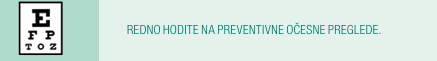 E
F P
T O Z
REDNO HODITE NA PREVENTIVNE OČESNE PREGLEDE.